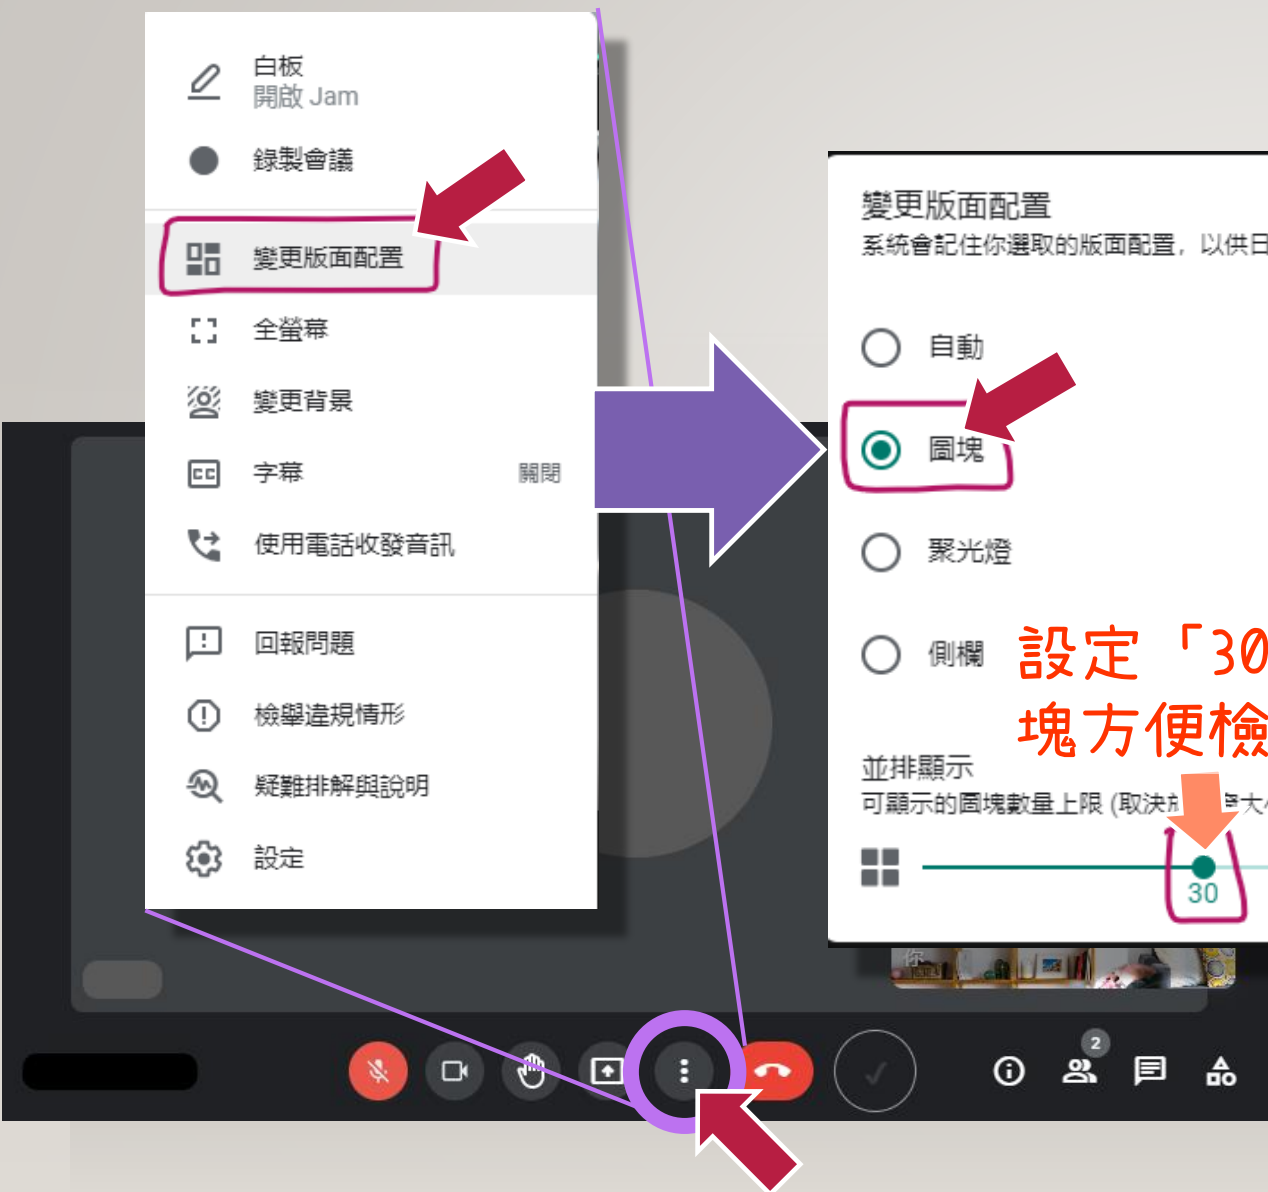 白板
開啟 Jam
錄製會議
變更版面配置
全螢幕
變更背景
字幕
關閉
使用電話收發音訊
回報問題
檢舉違規情形
疑難排解與說明
設定
變更版面配置
系統會記住你選取的版面配置，以供日
自動
圖塊
聚光燈
側欄
設定「30
塊方便檢
並排顯示
可顯示的圖塊數量上限 (取決於
30
你
2